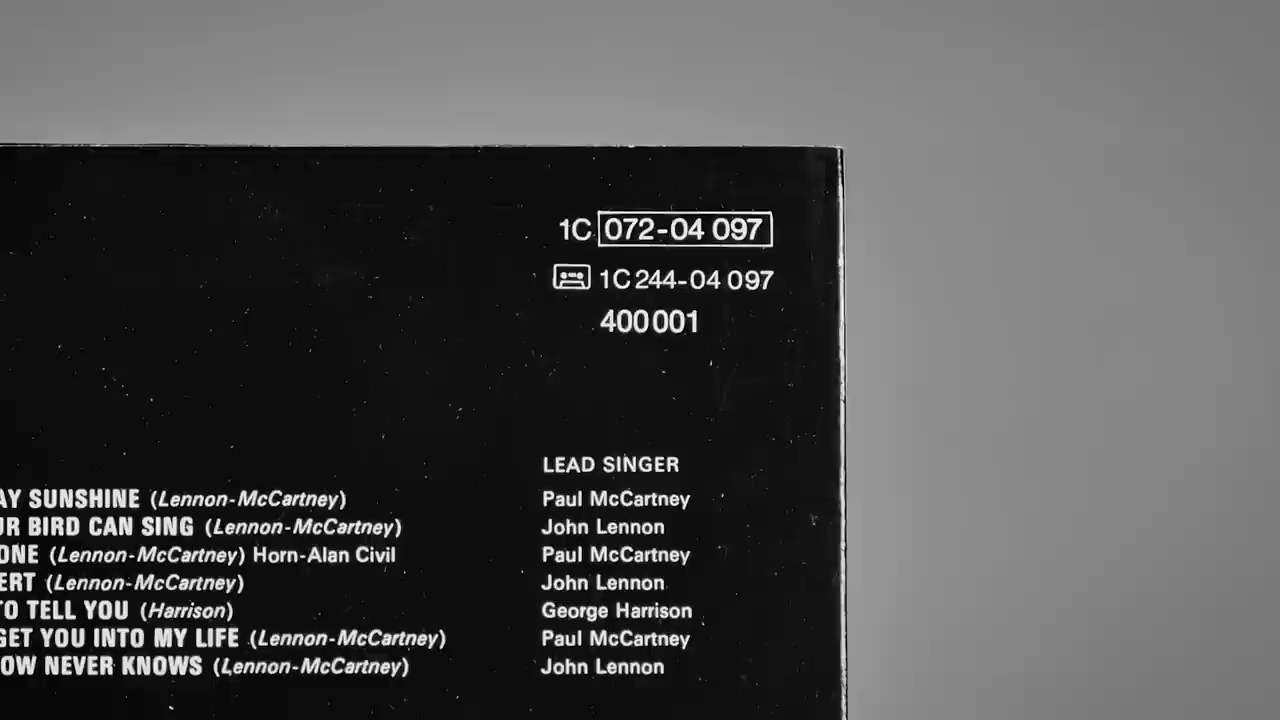 1C 072-04 097
1C 244-04 097
400 001
LEAD SINGER
AY SUNSHINE (Lennon-McCartney) Paul McCartney
UR BIRD CAN SING (Lennon-McCartney) John Lennon
ONE (Lennon-McCartney) Horn-Alan Civil Paul McCartney
ERT (Lennon-McCartney) John Lennon
TO TELL YOU (Harrison) George Harrison
GET YOU INTO MY LIFE (Lennon-McCartney) Paul McCartney
OW NEVER KNOWS (Lennon-McCartney) John Lennon